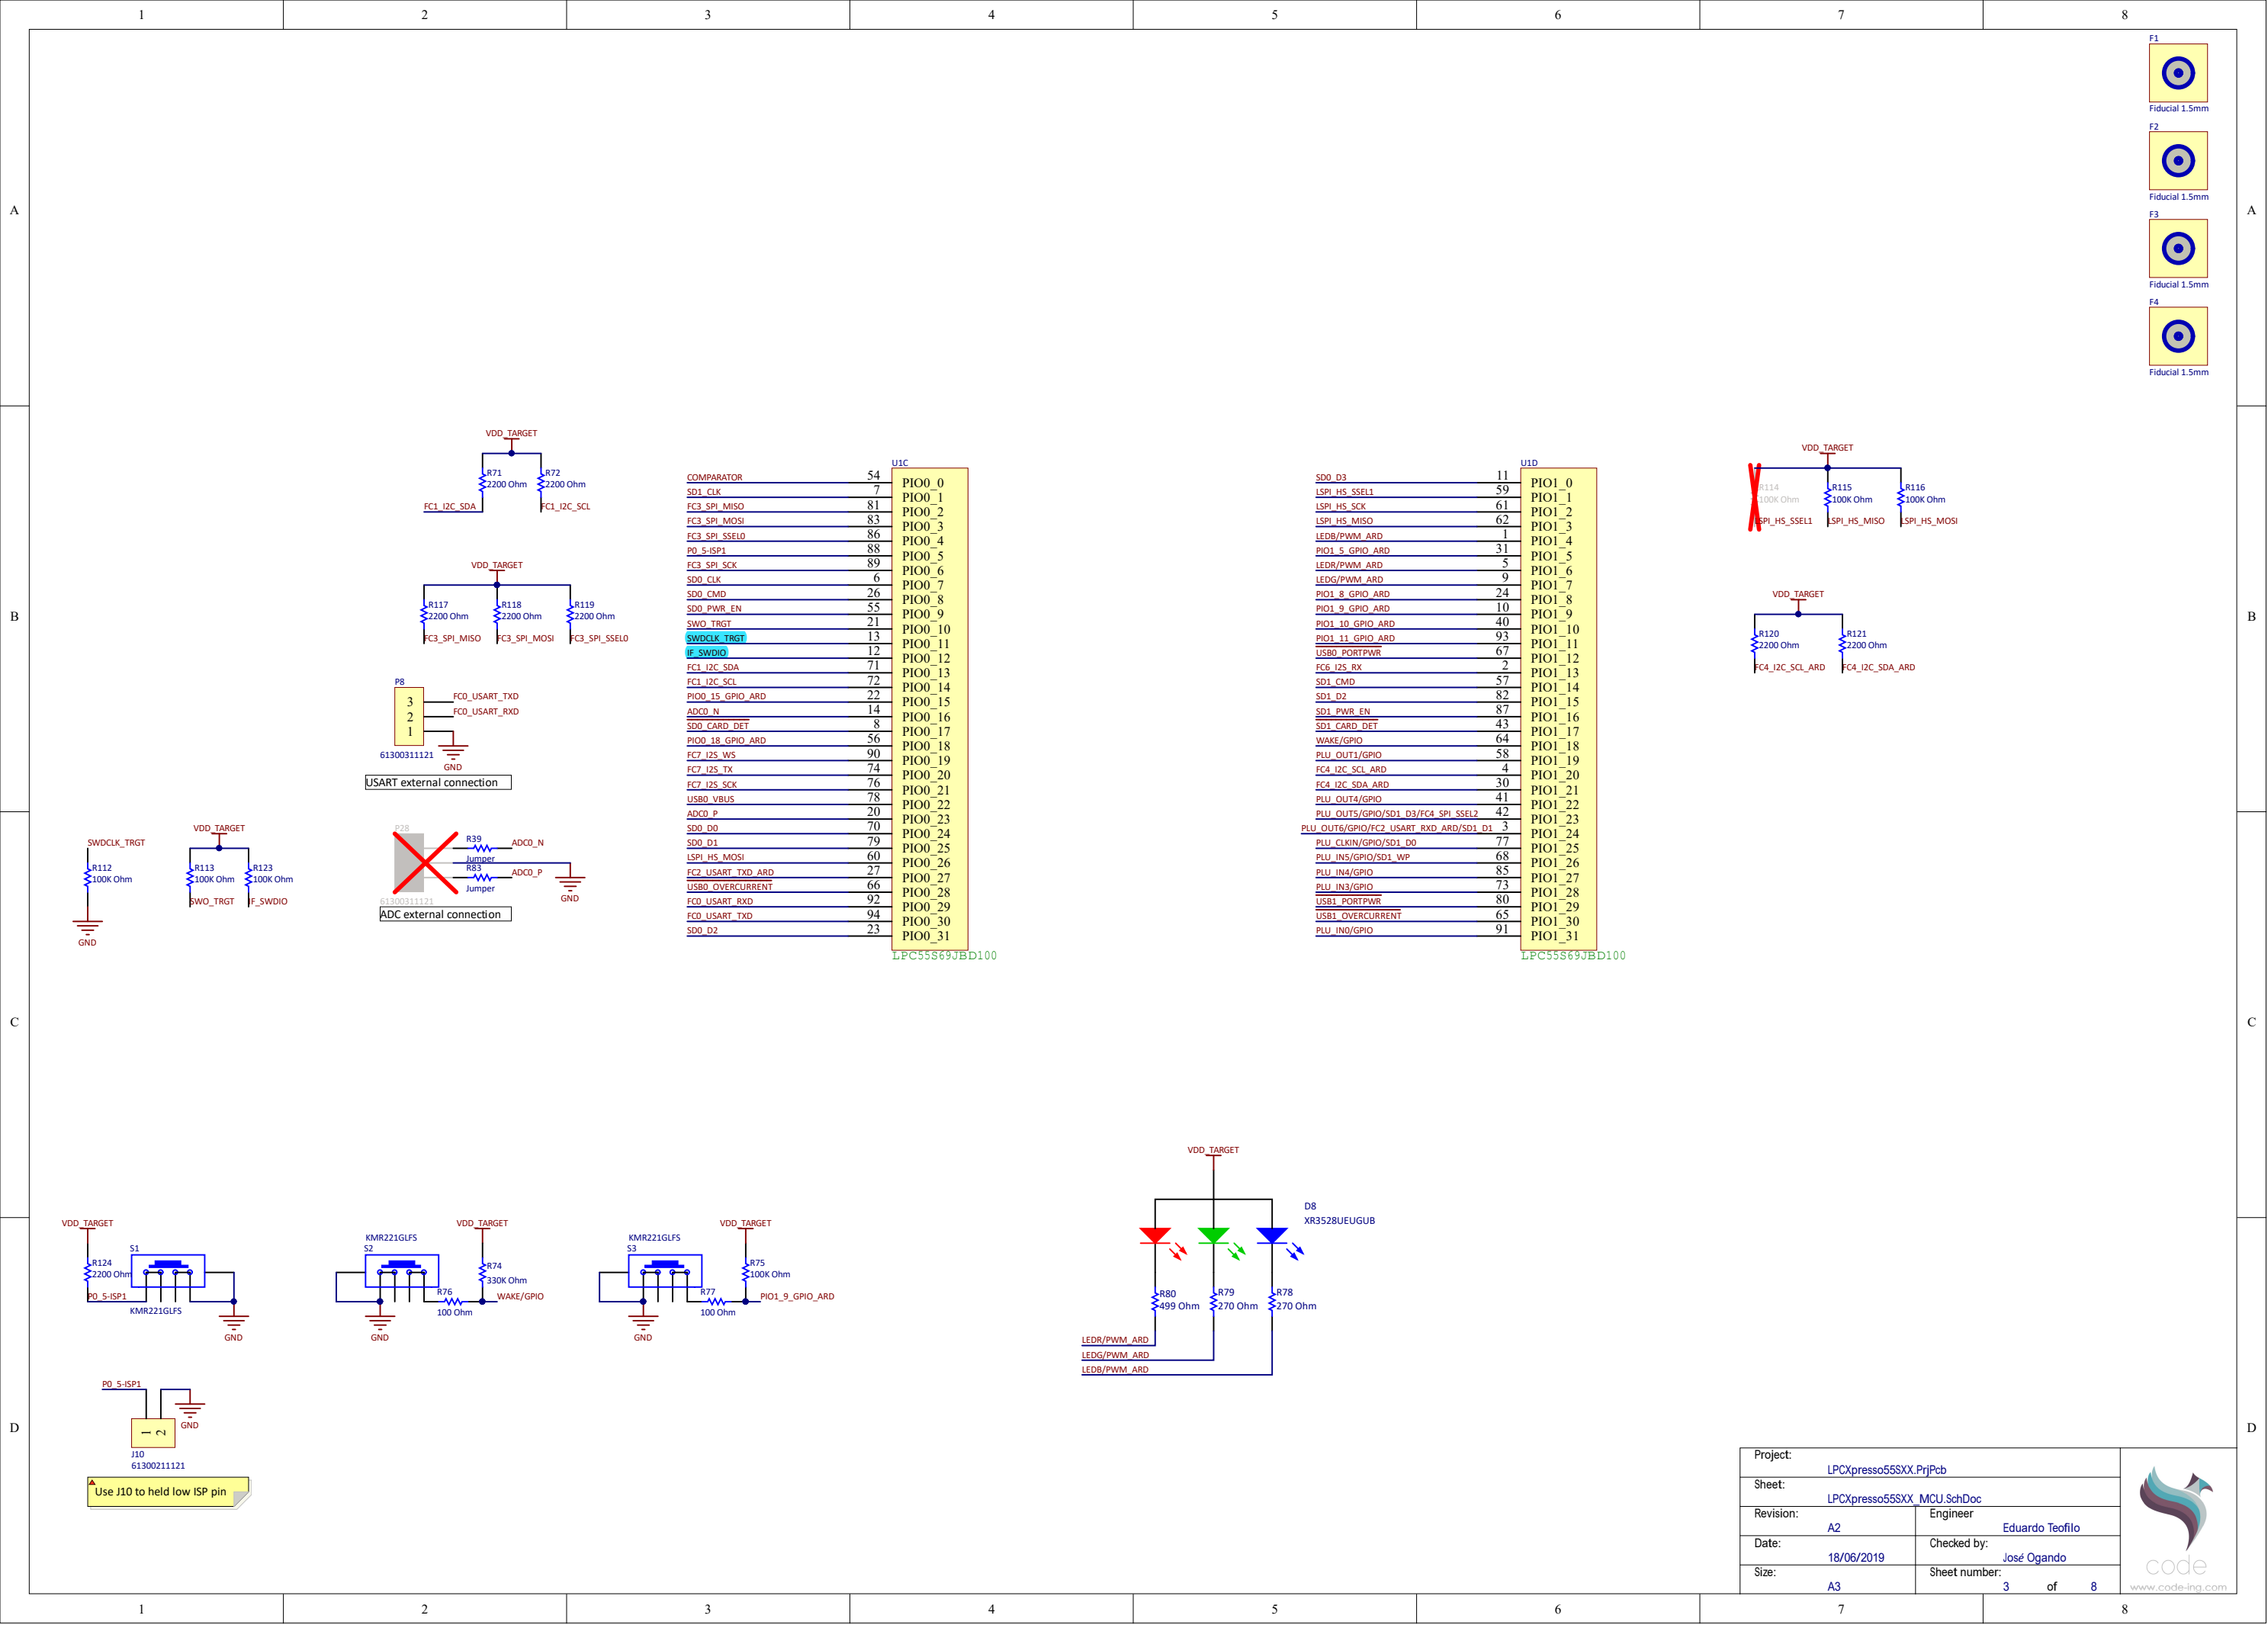 1 2 3 4 5 6 7 8
A
B
C
D
A
B
C
D
F1
Fiducial 1.5mm
F2
Fiducial 1.5mm
F3
Fiducial 1.5mm
F4
Fiducial 1.5mm
VDD_TARGET
R71
2200 Ohm
R72
2200 Ohm
FC1_I2C_SDA
FC1_I2C_SCL
VDD_TARGET
R117
2200 Ohm
R118
2200 Ohm
R119
2200 Ohm
FC3_SPI_MISO
FC3_SPI_MOSI
FC3_SPI_SSEL0
P8
3 FC0_USART_TXD
2 FC0_USART_RXD
1
61300311121
GND
USART external connection
SWDCLK_TRGT
R112
100K Ohm
GND
VDD_TARGET
R113
100K Ohm
R123
100K Ohm
SWO_TRGT
IF_SWDIO
P28
R39
Jumper
ADC0_N
R83
Jumper
ADC0_P
GND
61300311121
ADC external connection
U1C
COMPARATOR 54 PIO0_0
SD1_CLK 7 PIO0_1
FC3_SPI_MISO 81 PIO0_2
FC3_SPI_MOSI 83 PIO0_3
FC3_SPI_SSEL0 86 PIO0_4
P0_5-ISP1 88 PIO0_5
FC3_SPI_SCK 89 PIO0_6
SD0_CLK 6 PIO0_7
SD0_CMD 26 PIO0_8
SD0_PWR_EN 55 PIO0_9
SWO_TRGT 21 PIO0_10
SWDCLK_TRGT 13 PIO0_11
IF_SWDIO 12 PIO0_12
FC1_I2C_SDA 71 PIO0_13
FC1_I2C_SCL 72 PIO0_14
PIO0_15_GPIO_ARD 22 PIO0_15
ADC0_N 14 PIO0_16
SD0_CARD_DET 8 PIO0_17
PIO0_18_GPIO_ARD 56 PIO0_18
FC7_I2S_WS 90 PIO0_19
FC7_I2S_TX 74 PIO0_20
FC7_I2S_SCK 76 PIO0_21
USB0_VBUS 78 PIO0_22
ADC0_P 20 PIO0_23
SD0_D0 70 PIO0_24
SD0_D1 79 PIO0_25
LSPI_HS_MOSI 60 PIO0_26
FC2_USART_TXD_ARD 27 PIO0_27
USB0_OVERCURRENT 66 PIO0_28
FC0_USART_RXD 92 PIO0_29
FC0_USART_TXD 94 PIO0_30
SD0_D2 23 PIO0_31
LPC55S69JBD100
U1D
SD0_D3 11 PIO1_0
LSPI_HS_SSEL1 59 PIO1_1
LSPI_HS_SCK 61 PIO1_2
LSPI_HS_MISO 62 PIO1_3
LEDB/PWM_ARD 1 PIO1_4
PIO1_5_GPIO_ARD 31 PIO1_5
LEDR/PWM_ARD 5 PIO1_6
LEDG/PWM_ARD 9 PIO1_7
PIO1_8_GPIO_ARD 24 PIO1_8
PIO1_9_GPIO_ARD 10 PIO1_9
PIO1_10_GPIO_ARD 40 PIO1_10
PIO1_11_GPIO_ARD 93 PIO1_11
USB0_PORTPWR 67 PIO1_12
FC6_I2S_RX 2 PIO1_13
SD1_CMD 57 PIO1_14
SD1_D2 82 PIO1_15
SD1_PWR_EN 87 PIO1_16
SD1_CARD_DET 43 PIO1_17
WAKE/GPIO 64 PIO1_18
PLU_OUT1/GPIO 58 PIO1_19
FC4_I2C_SCL_ARD 4 PIO1_20
FC4_I2C_SDA_ARD 30 PIO1_21
PLU_OUT4/GPIO 41 PIO1_22
PLU_OUT5/GPIO/SD1_D3/FC4_SPI_SSEL2 42 PIO1_23
PLU_OUT6/GPIO/FC2_USART_RXD_ARD/SD1_D1 3 PIO1_24
PLU_CLKIN/GPIO/SD1_D0 77 PIO1_25
PLU_IN5/GPIO/SD1_WP 68 PIO1_26
PLU_IN4/GPIO 85 PIO1_27
PLU_IN3/GPIO 73 PIO1_28
USB1_PORTPWR 80 PIO1_29
USB1_OVERCURRENT 65 PIO1_30
PLU_IN0/GPIO 91 PIO1_31
LPC55S69JBD100
VDD_TARGET
R114
100K Ohm
R115
100K Ohm
R116
100K Ohm
LSPI_HS_SSEL1
LSPI_HS_MISO
LSPI_HS_MOSI
VDD_TARGET
R120
2200 Ohm
R121
2200 Ohm
FC4_I2C_SCL_ARD
FC4_I2C_SDA_ARD
VDD_TARGET
R124
2200 Ohm
S1
P0_5-ISP1
KMR221GLFS
GND
KMR221GLFS
S2
VDD_TARGET
R74
330K Ohm
R76
100 Ohm
WAKE/GPIO
GND
KMR221GLFS
S3
VDD_TARGET
R75
100K Ohm
R77
100 Ohm
PIO1_9_GPIO_ARD
GND
VDD_TARGET
D8
XR3528UEUGUB
R80
499 Ohm
R79
270 Ohm
R78
270 Ohm
LEDR/PWM_ARD
LEDG/PWM_ARD
LEDB/PWM_ARD
P0_5-ISP1
GND
1 2
J10
61300211121
Use J10 to held low ISP pin
Project:
LPCXpresso55SXX.PrjPcb
Sheet:
LPCXpresso55SXX_MCU.SchDoc
Revision:
A2
Engineer
Eduardo Teofilo
Date:
18/06/2019
Checked by:
José Ogando
Size:
A3
Sheet number:
3 of 8
code
www.code-ing.com
1 2 3 4 5 6 7 8